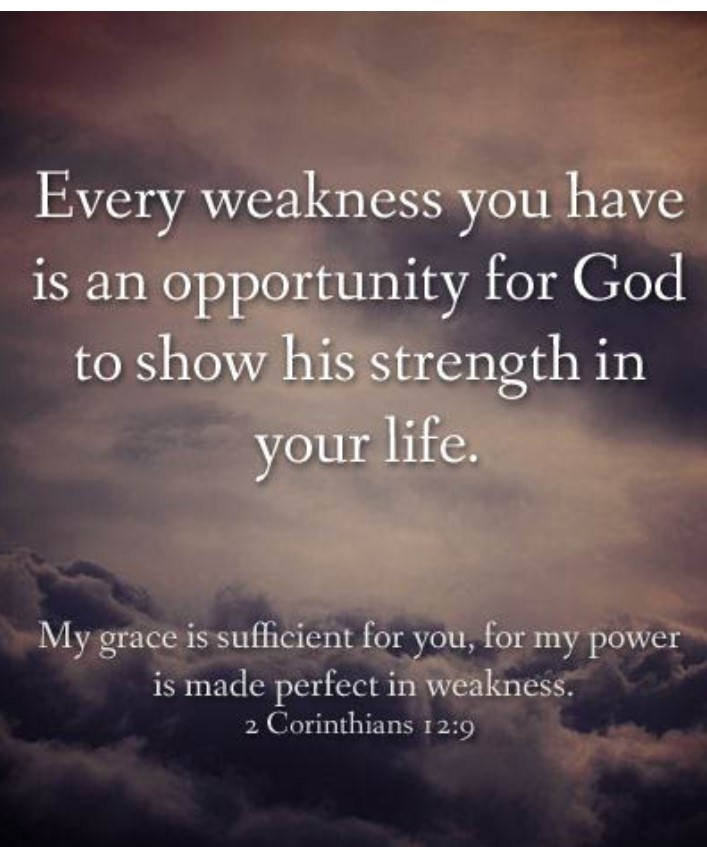 Every weakness you have
is an opportunity for God
to show his strength in
your life.
My grace is sufficient for you, for my power
is made perfect in weakness.
2 Corinthians 12:9